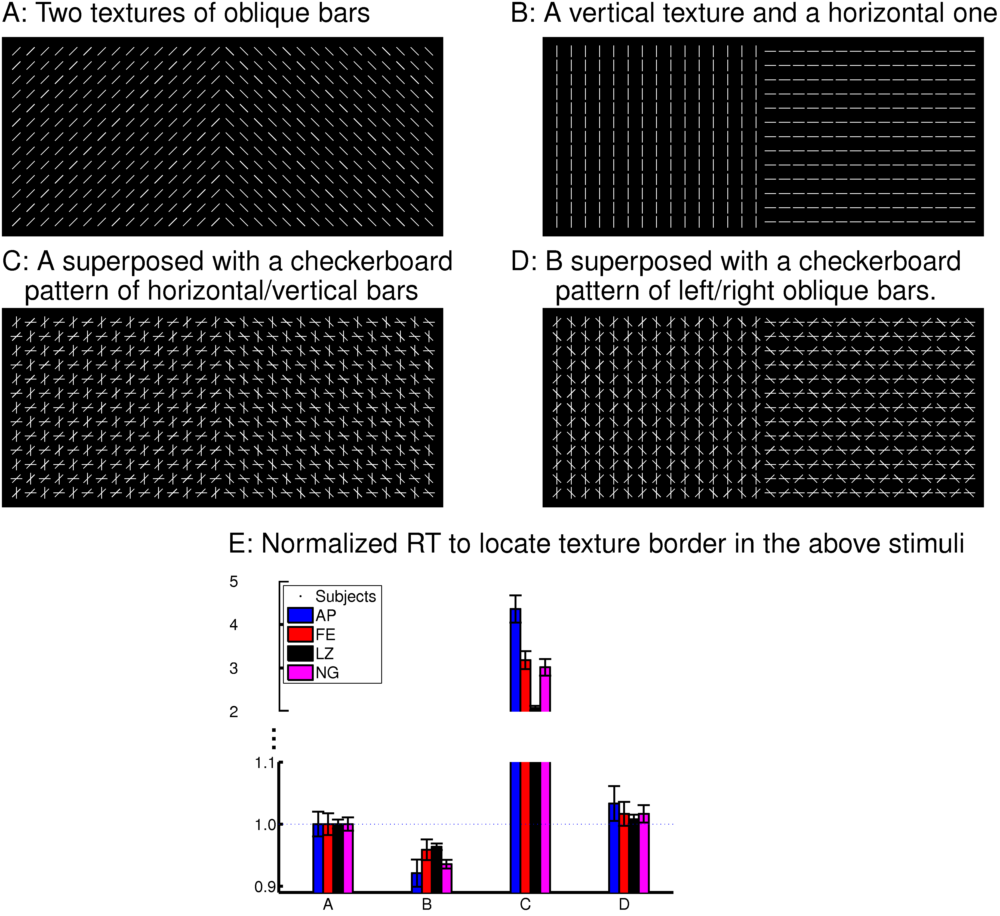 A: Two textures of oblique bars
B: A vertical texture and a horizontal one
C: A superposed with a checkerboard
pattern of horizontal/vertical bars
D: B superposed with a checkerboard
pattern of left/right oblique bars.
E: Normalized RT to locate texture border in the above stimuli
5
4
3
2
Subjects
AP
FE
LZ
NG
1.1
1.0
0.9
A B C D